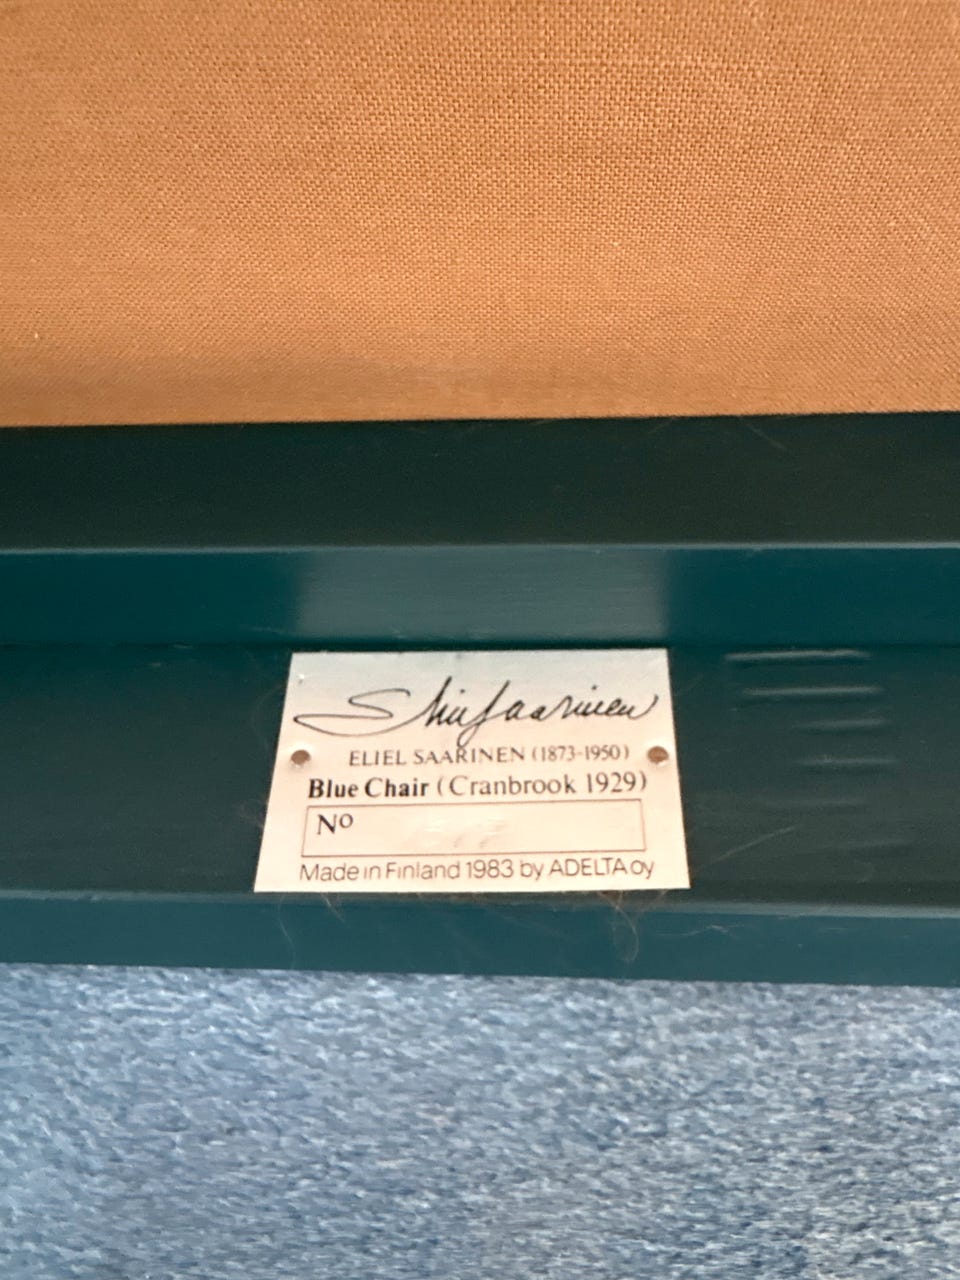 Eliel Saarinen
ELIEL SAARINEN (1873-1950)
Blue Chair (Cranbrook 1929)
No
Made in Finland 1983 by ADELTA oy